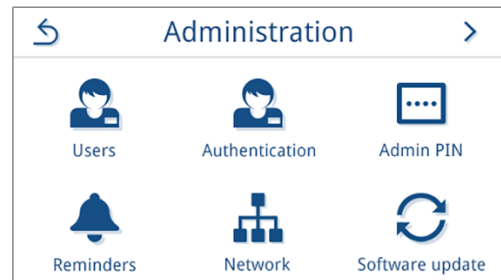 Administration
Users
Authentication
Admin PIN
Reminders
Network
Software update